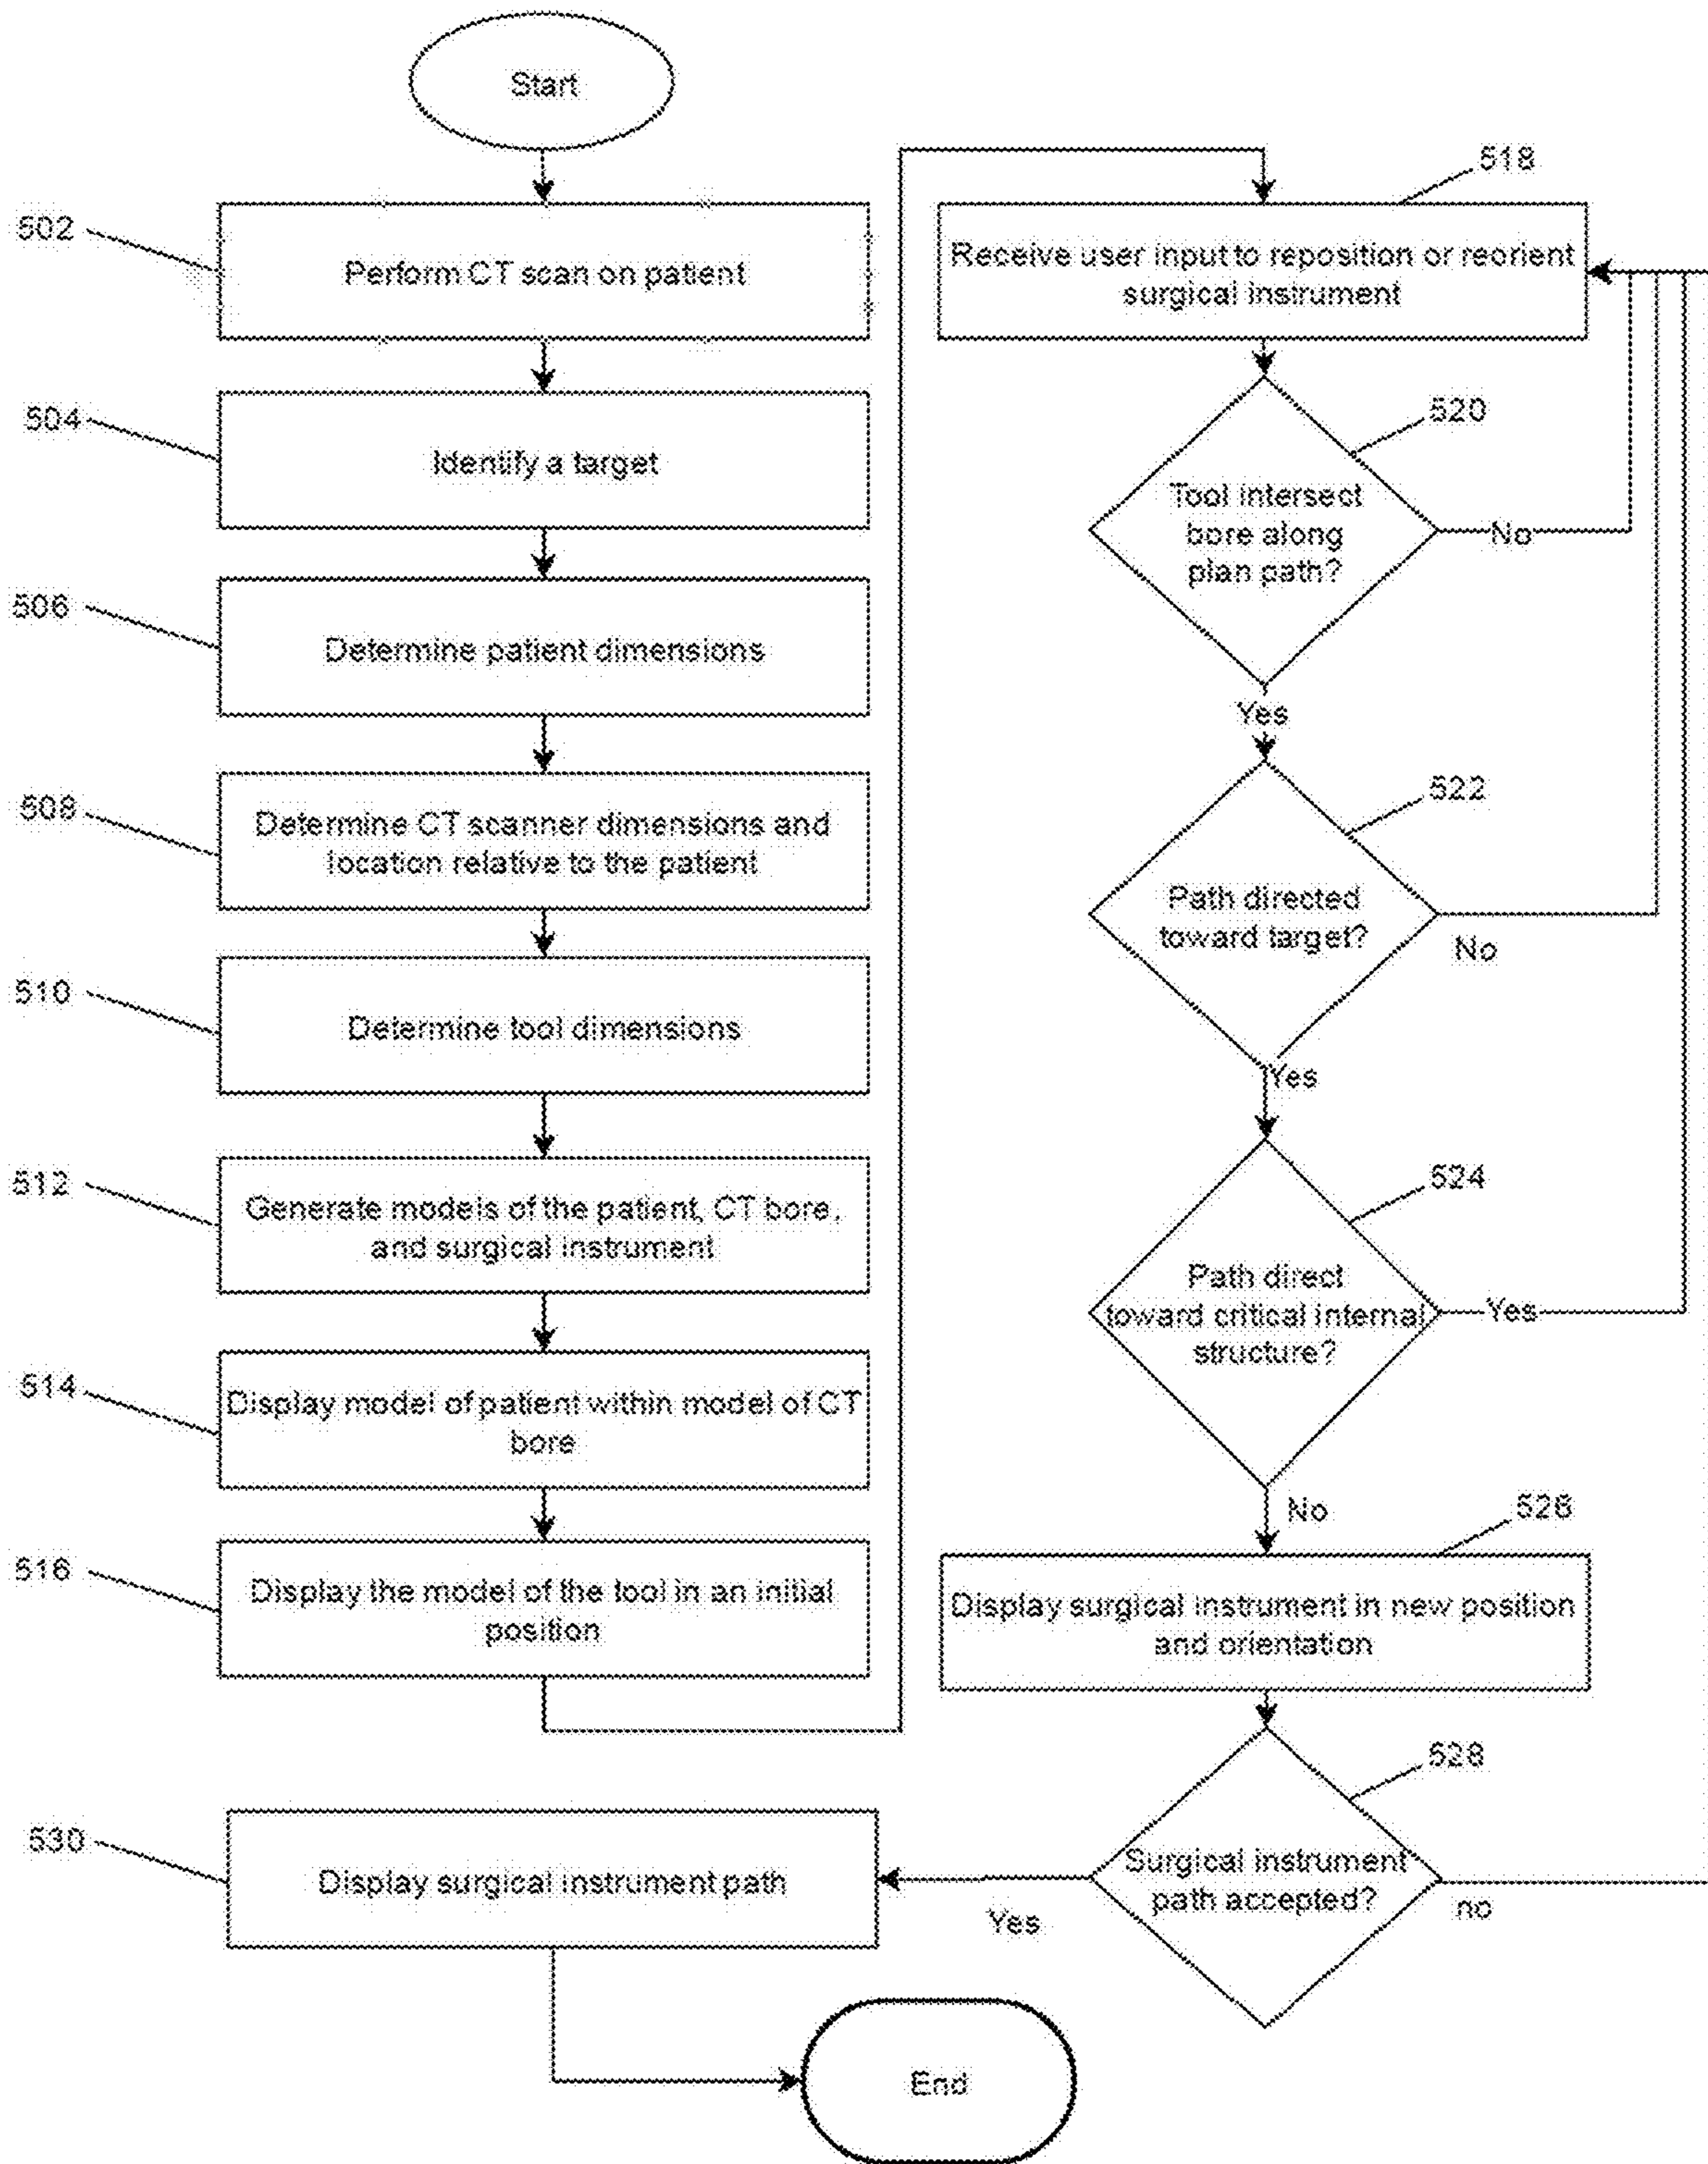 Start
502
Perform CT scan on patient
504
Identify a target
506
Determine patient dimensions
508
Determine CT scanner dimensions and
location relative to the patient
510
Determine tool dimensions
512
Generate models of the patient, CT bore,
and surgical instrument
514
Display model of patient within model of CT
bore
516
Display the model of the tool in an initial
position
518
Receive user input to reposition or reorient
surgical instrument
520
Tool intersect
bore along
plan path?
No
Yes
522
Path directed
toward target?
No
Yes
524
Path direct
toward critical internal
structure?
Yes
No
526
Display surgical instrument in new position
and orientation
528
Surgical instrument
path accepted?
no
Yes
530
Display surgical instrument path
End